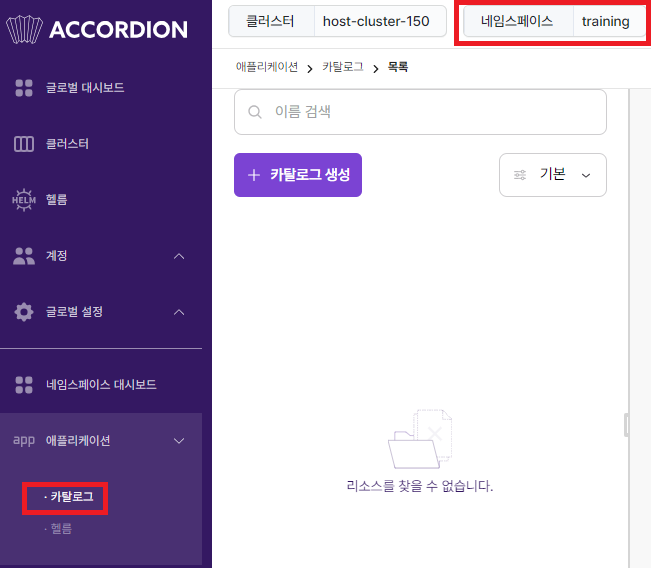 ACCORDION
글로벌 대시보드
클러스터
HELM 헬름
계정
글로벌 설정
네임스페이스 대시보드
app 애플리케이션
· 카탈로그
· 헬름
클러스터 host-cluster-150 네임스페이스 training
애플리케이션 > 카탈로그 > 목록
이름 검색
+ 카탈로그 생성 기본
리소스를 찾을 수 없습니다.